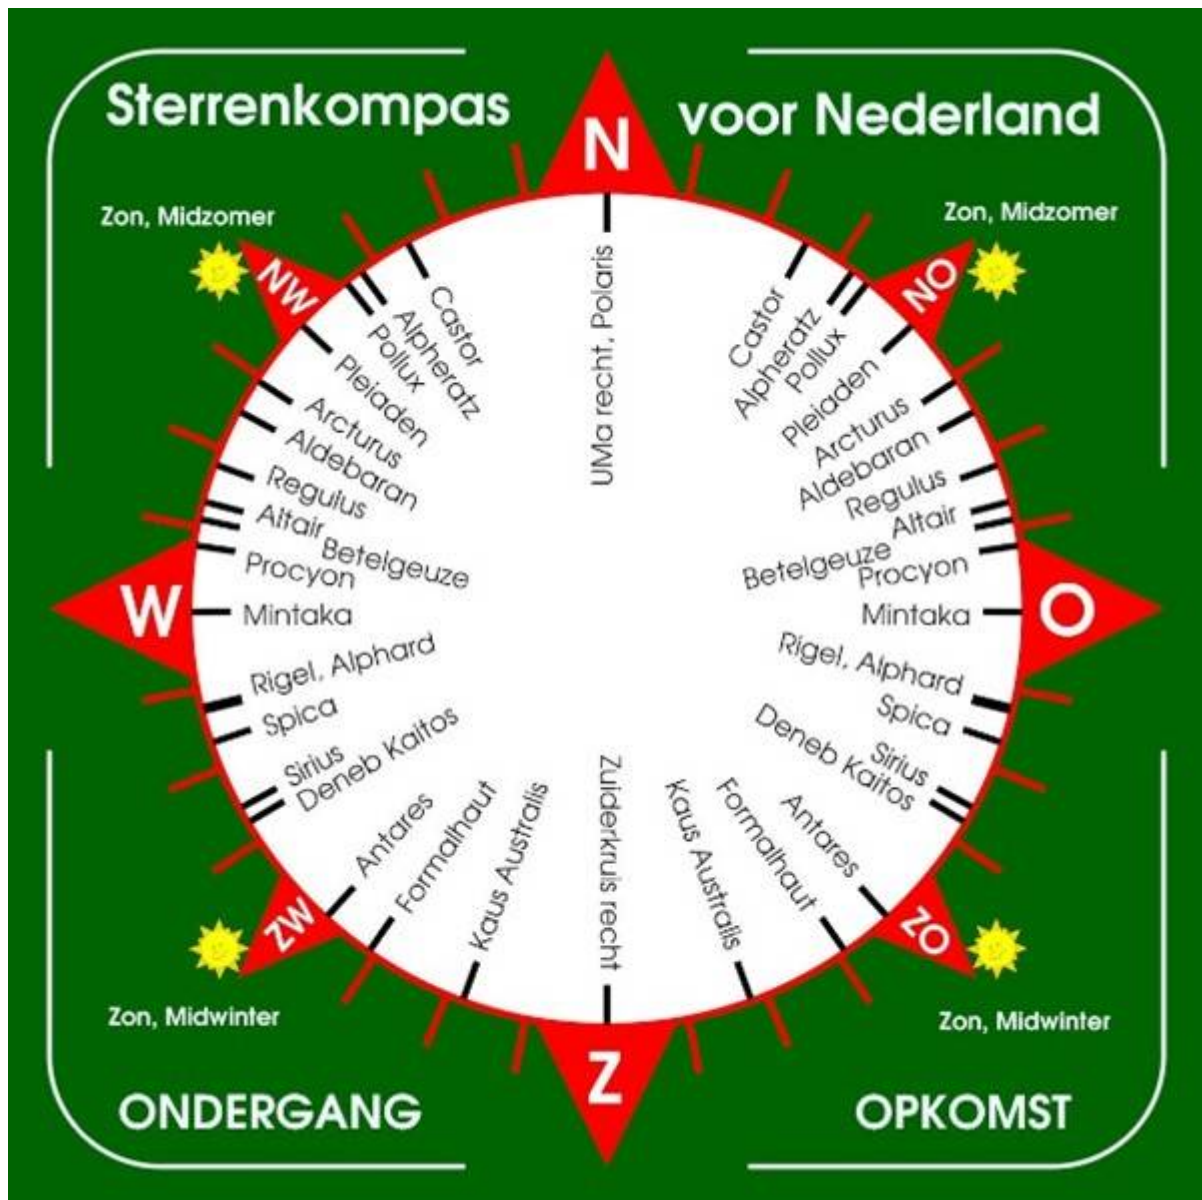 Sterrenkompas voor Nederland
N
Zon, Midzomer
Zon, Midzomer
NW
NO
UMa recht, Polaris
Castor
Alpheratz
Pollux
Pleiaden
Arcturus
Aldebaran
Regulus
Altair
Betelgeuze
Procyon
Mintaka
Rigel, Alphard
Spica
Sirius
Deneb Kaitos
Antares
Formalhaut
Kaus Australis
W
Castor
Alpheratz
Pollux
Pleiaden
Arcturus
Aldebaran
Regulus
Altair
Betelgeuze
Procyon
Mintaka
Rigel, Alphard
Spica
Sirius
Deneb Kaitos
Antares
Formalhaut
Kaus Australis
O
Zuiderkruis recht
ZW
ZO
Zon, Midwinter
Zon, Midwinter
Z
ONDERGANG
OPKOMST